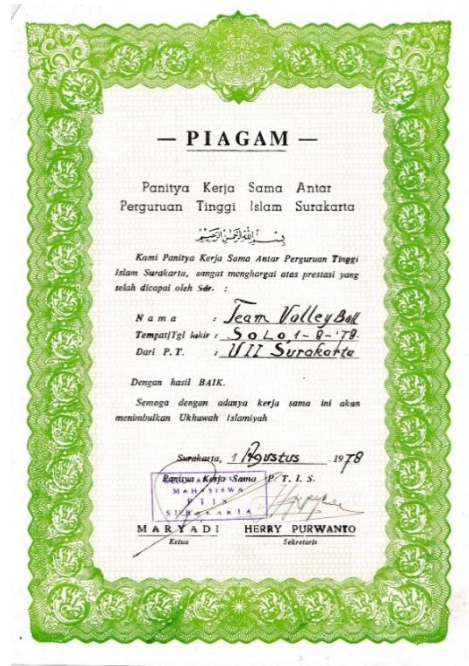 — PIAGAM —
Panitya Kerja Sama Antar
Perguruan Tinggi Islam Surakarta
بسم الله الرحمن الرحيم
Kami Panitya Kerja Sama Antar Perguruan Tinggi
Islam Surakarta, sangat menghargai atas prestasi yang
telah dicapai oleh Sdr. :
Nama : Team Volley Ball
Tempat/Tgl lahir : SOLO, 1-8-'78
Dari P.T. : UII Surakarta
Dengan hasil BAIK.
Semoga dengan adanya kerja sama ini akan
menimbulkan Ukhuwah Islamiyah
Surakarta, 1 Agustus 1978
Panitya Kerja Sama P.T.I.S.
MAHASISWA
PTIS
SURAKARTA
MARYADI HERRY PURWANTO
Ketua Sekretaris